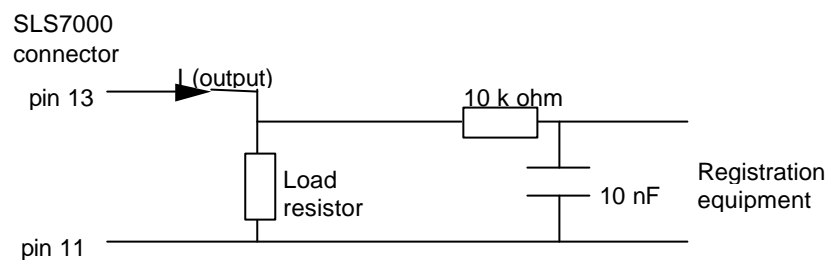 SLS7000
connector
I (output)
pin 13
10 k ohm
Load
resistor
10 nF
Registration
equipment
pin 11